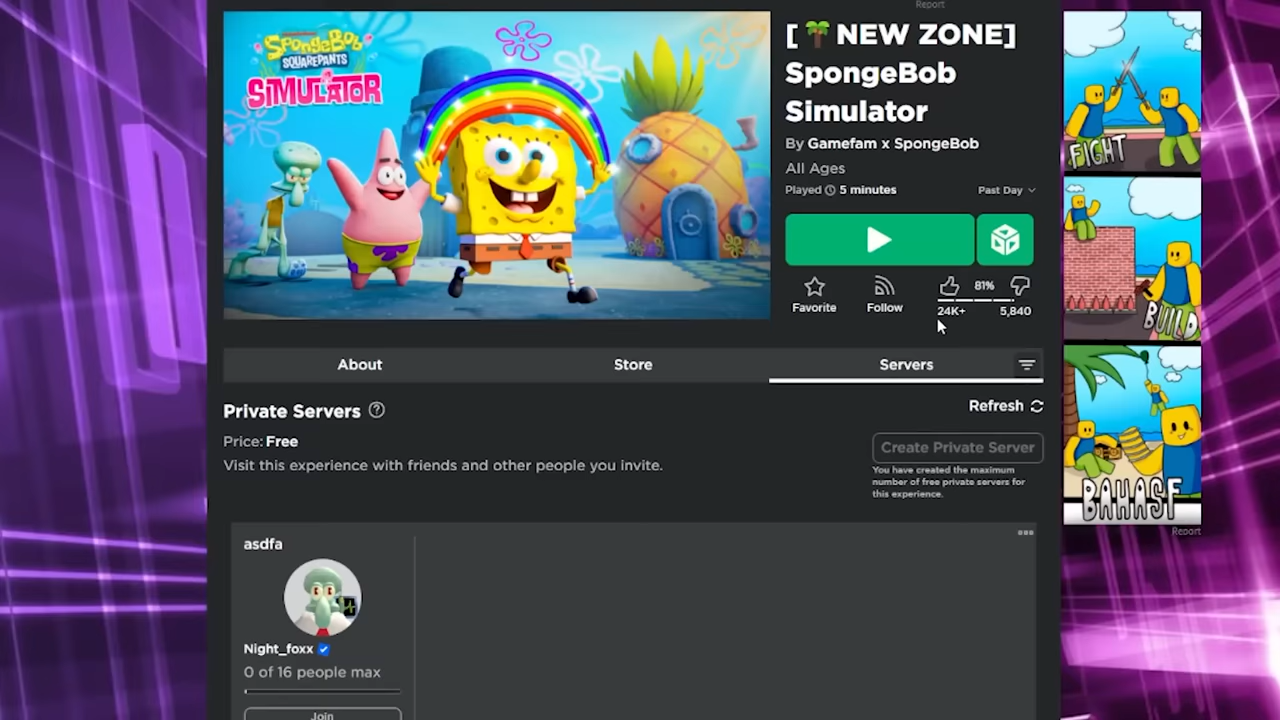 Report
SpongeBob
SQUAREPANTS
SIMULATOR
[🌴NEW ZONE]
SpongeBob
Simulator
By Gamefam x SpongeBob
All Ages
Played 5 minutes
Past Day
Favorite
Follow
81%
24K+
5,840
About
Store
Servers
Private Servers
Refresh
Price: Free
Visit this experience with friends and other people you invite.
Create Private Server
You have created the maximum
number of free private servers for
this experience.
asdfa
Night_foxx
0 of 16 people max
Join
FIGHT
BUILD
BAHASF
Report